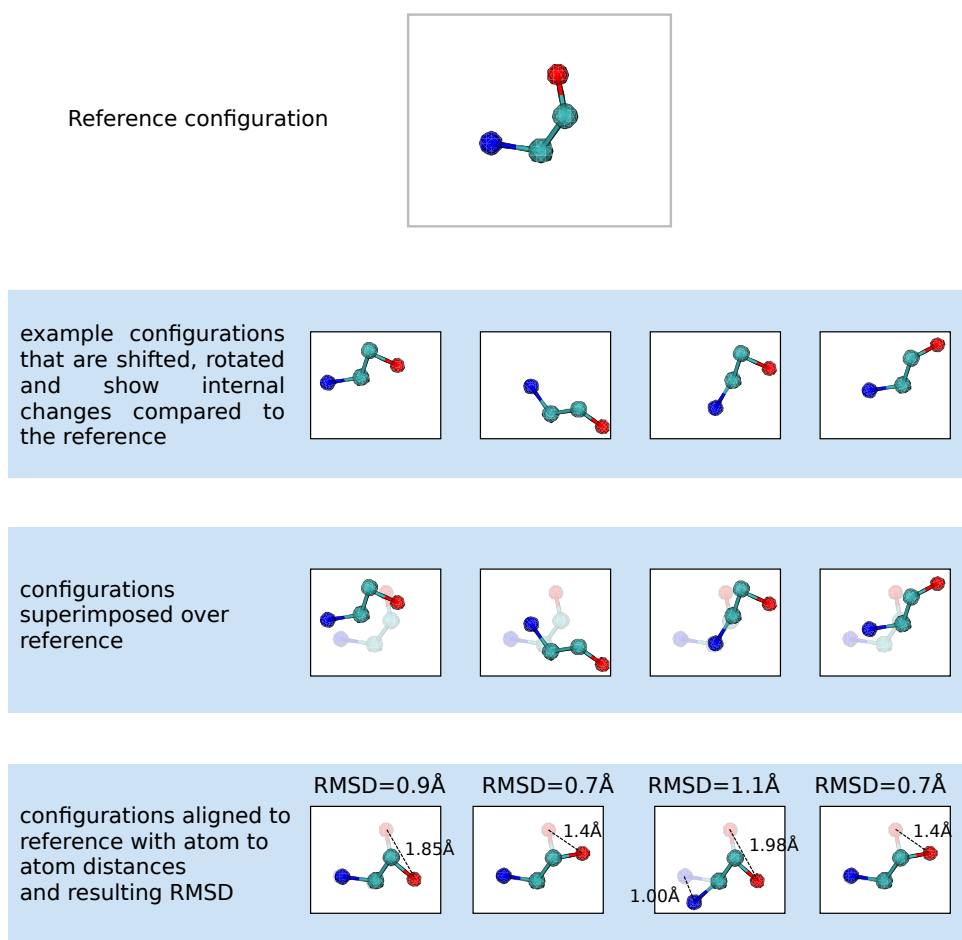 Reference configuration
example configurations
that are shifted, rotated
and show internal
changes compared to
the reference
configurations
superimposed over
reference
RMSD=0.9Å RMSD=0.7Å RMSD=1.1Å RMSD=0.7Å
configurations aligned to
reference with atom to
atom distances
and resulting RMSD
1.85Å
1.4Å
1.98Å
1.00Å
1.4Å